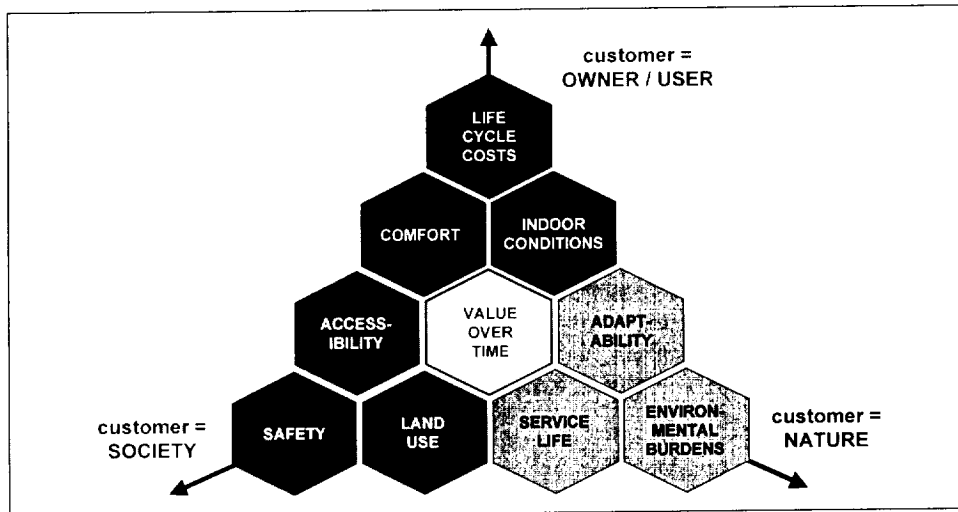 customer =
OWNER / USER
LIFE
CYCLE
COSTS
COMFORT
INDOOR
CONDITIONS
ACCESS-
IBILITY
VALUE
OVER
TIME
ADAPT-
ABILITY
customer =
SOCIETY
SAFETY
LAND
USE
SERVICE
LIFE
ENVIRON-
MENTAL
BURDENS
customer =
NATURE